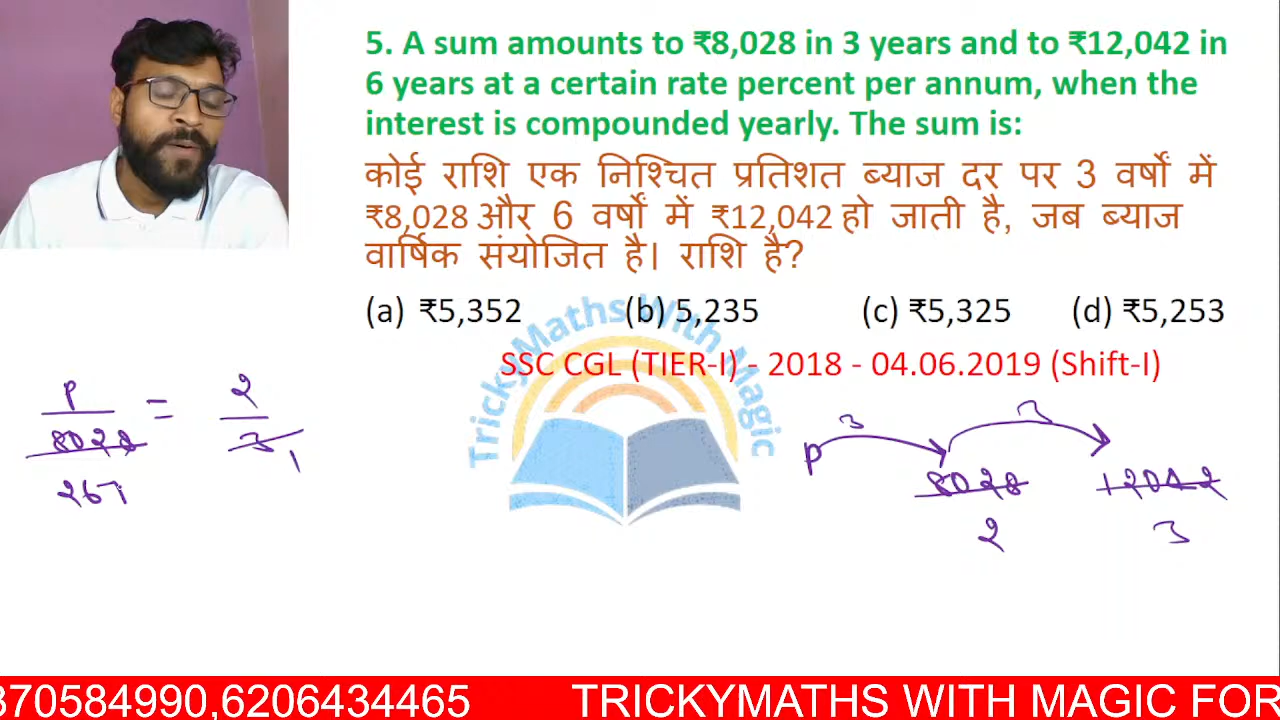 5. A sum amounts to ₹8,028 in 3 years and to ₹12,042 in
6 years at a certain rate percent per annum, when the
interest is compounded yearly. The sum is:
कोई राशि एक निश्चित प्रतिशत ब्याज दर पर 3 वर्षों में
₹8,028 और 6 वर्षों में ₹12,042 हो जाती है, जब ब्याज
वार्षिक संयोजित है। राशि है?
(a) ₹5,352 (b) 5,235 (c) ₹5,325 (d) ₹5,253
SSC CGL (TIER-I) - 2018 - 04.06.2019 (Shift-I)
TrickyMaths With Magic
P = 2
8028 3
1
267
3 3
P
8028 12042
2 3
870584990,6206434465 TRICKYMATHS WITH MAGIC FOR